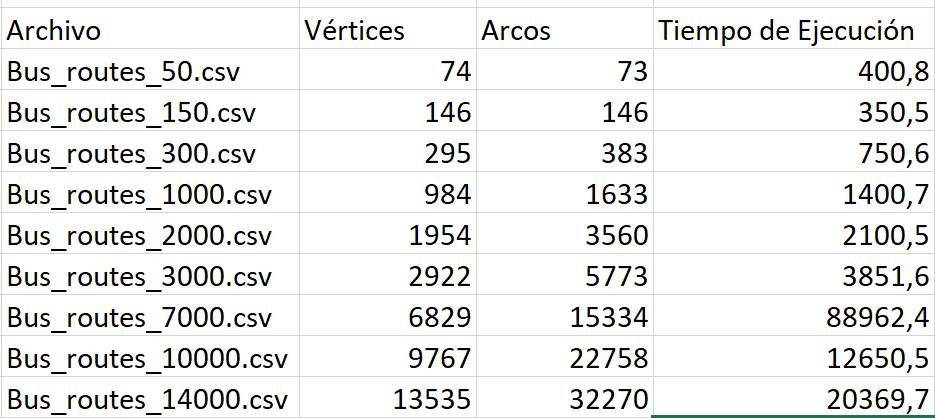 Archivo Vértices Arcos Tiempo de Ejecución
Bus_routes_50.csv 74 73 400,8
Bus_routes_150.csv 146 146 350,5
Bus_routes_300.csv 295 383 750,6
Bus_routes_1000.csv 984 1633 1400,7
Bus_routes_2000.csv 1954 3560 2100,5
Bus_routes_3000.csv 2922 5773 3851,6
Bus_routes_7000.csv 6829 15334 88962,4
Bus_routes_10000.csv 9767 22758 12650,5
Bus_routes_14000.csv 13535 32270 20369,7